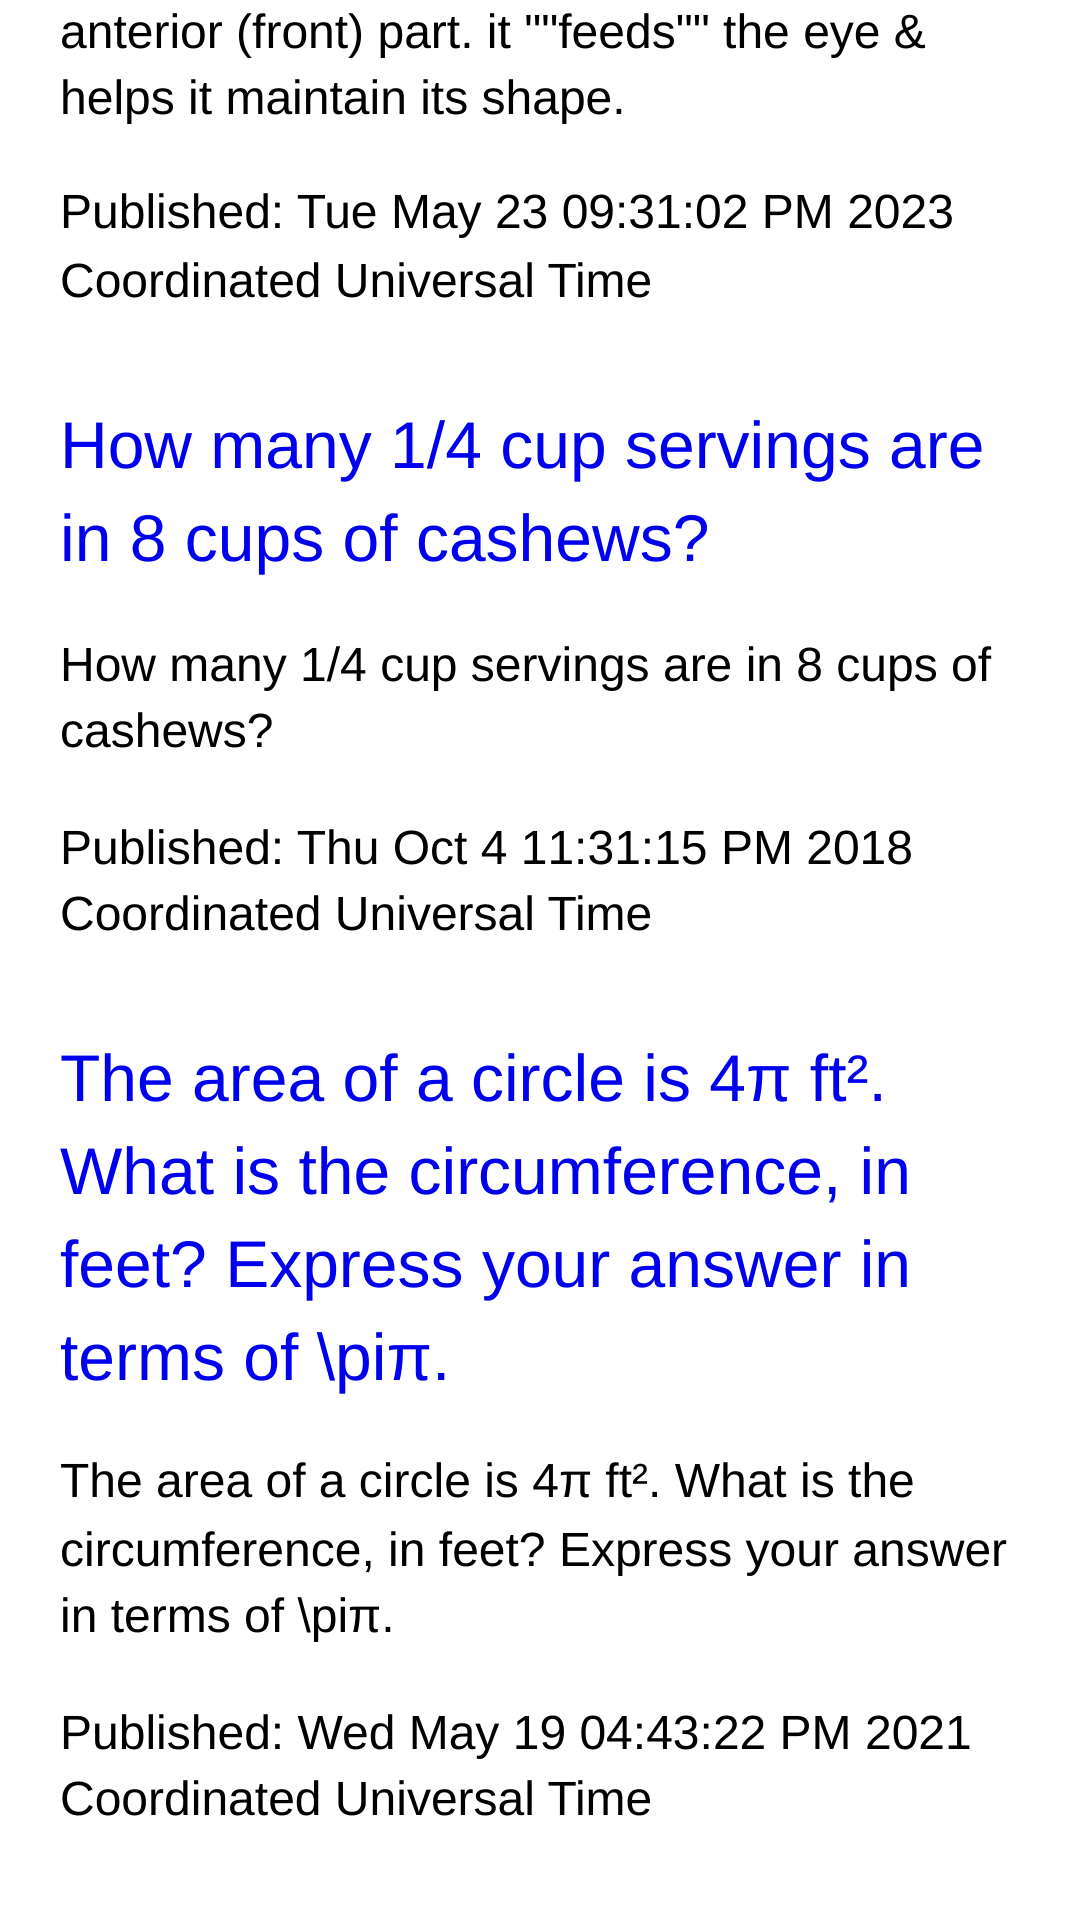 anterior (front) part. it """feeds""" the eye &
helps it maintain its shape.
Published: Tue May 23 09:31:02 PM 2023
Coordinated Universal Time
How many 1/4 cup servings are
in 8 cups of cashews?
How many 1/4 cup servings are in 8 cups of
cashews?
Published: Thu Oct 4 11:31:15 PM 2018
Coordinated Universal Time
The area of a circle is 4π ft².
What is the circumference, in
feet? Express your answer in
terms of \piπ.
The area of a circle is 4π ft². What is the
circumference, in feet? Express your answer
in terms of \piπ.
Published: Wed May 19 04:43:22 PM 2021
Coordinated Universal Time